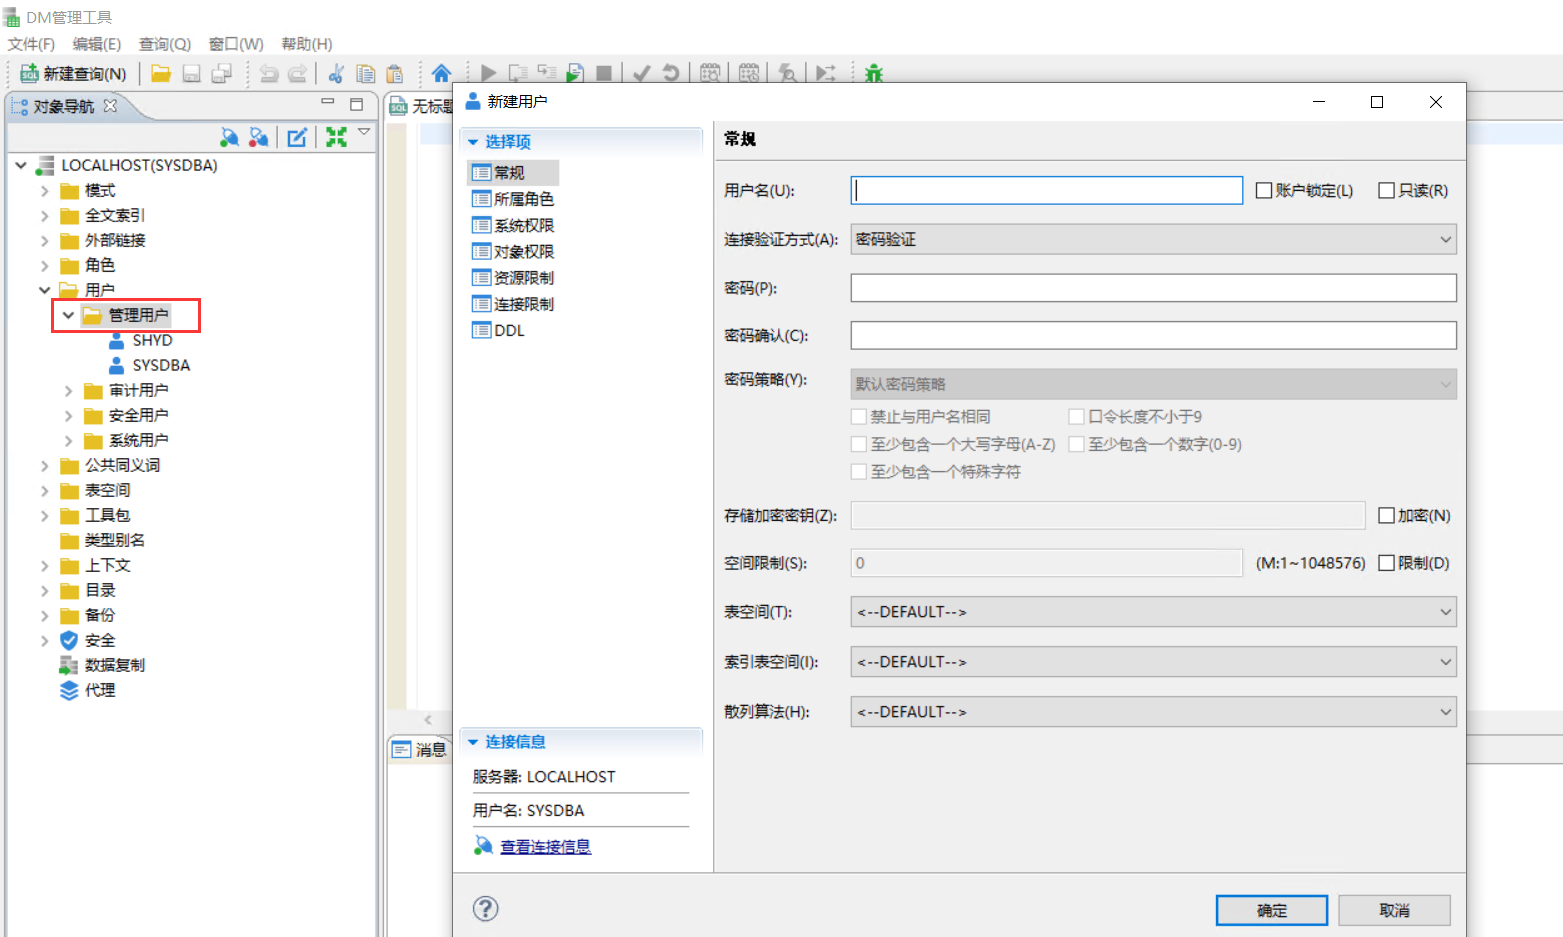 DM管理工具
文件(F) 编辑(E) 查询(Q) 窗口(W) 帮助(H)
新建查询(N)
对象导航
LOCALHOST(SYSDBA)
模式
全文索引
外部链接
角色
用户
管理用户
SHYD
SYSDBA
审计用户
安全用户
系统用户
公共同义词
表空间
工具包
类型别名
上下文
目录
备份
安全
数据复制
代理
无标题
消息
新建用户
选择项
常规
所属角色
系统权限
对象权限
资源限制
连接限制
DDL
连接信息
服务器: LOCALHOST
用户名: SYSDBA
查看连接信息
常规
用户名(U): 账户锁定(L) 只读(R)
连接验证方式(A): 密码验证
密码(P):
密码确认(C):
密码策略(Y): 默认密码策略
禁止与用户名相同 口令长度不小于9
至少包含一个大写字母(A-Z) 至少包含一个数字(0-9)
至少包含一个特殊字符
存储加密密钥(Z): 加密(N)
空间限制(S): 0 (M:1~1048576) 限制(D)
表空间(T): <--DEFAULT-->
索引表空间(I): <--DEFAULT-->
散列算法(H): <--DEFAULT-->
确定 取消